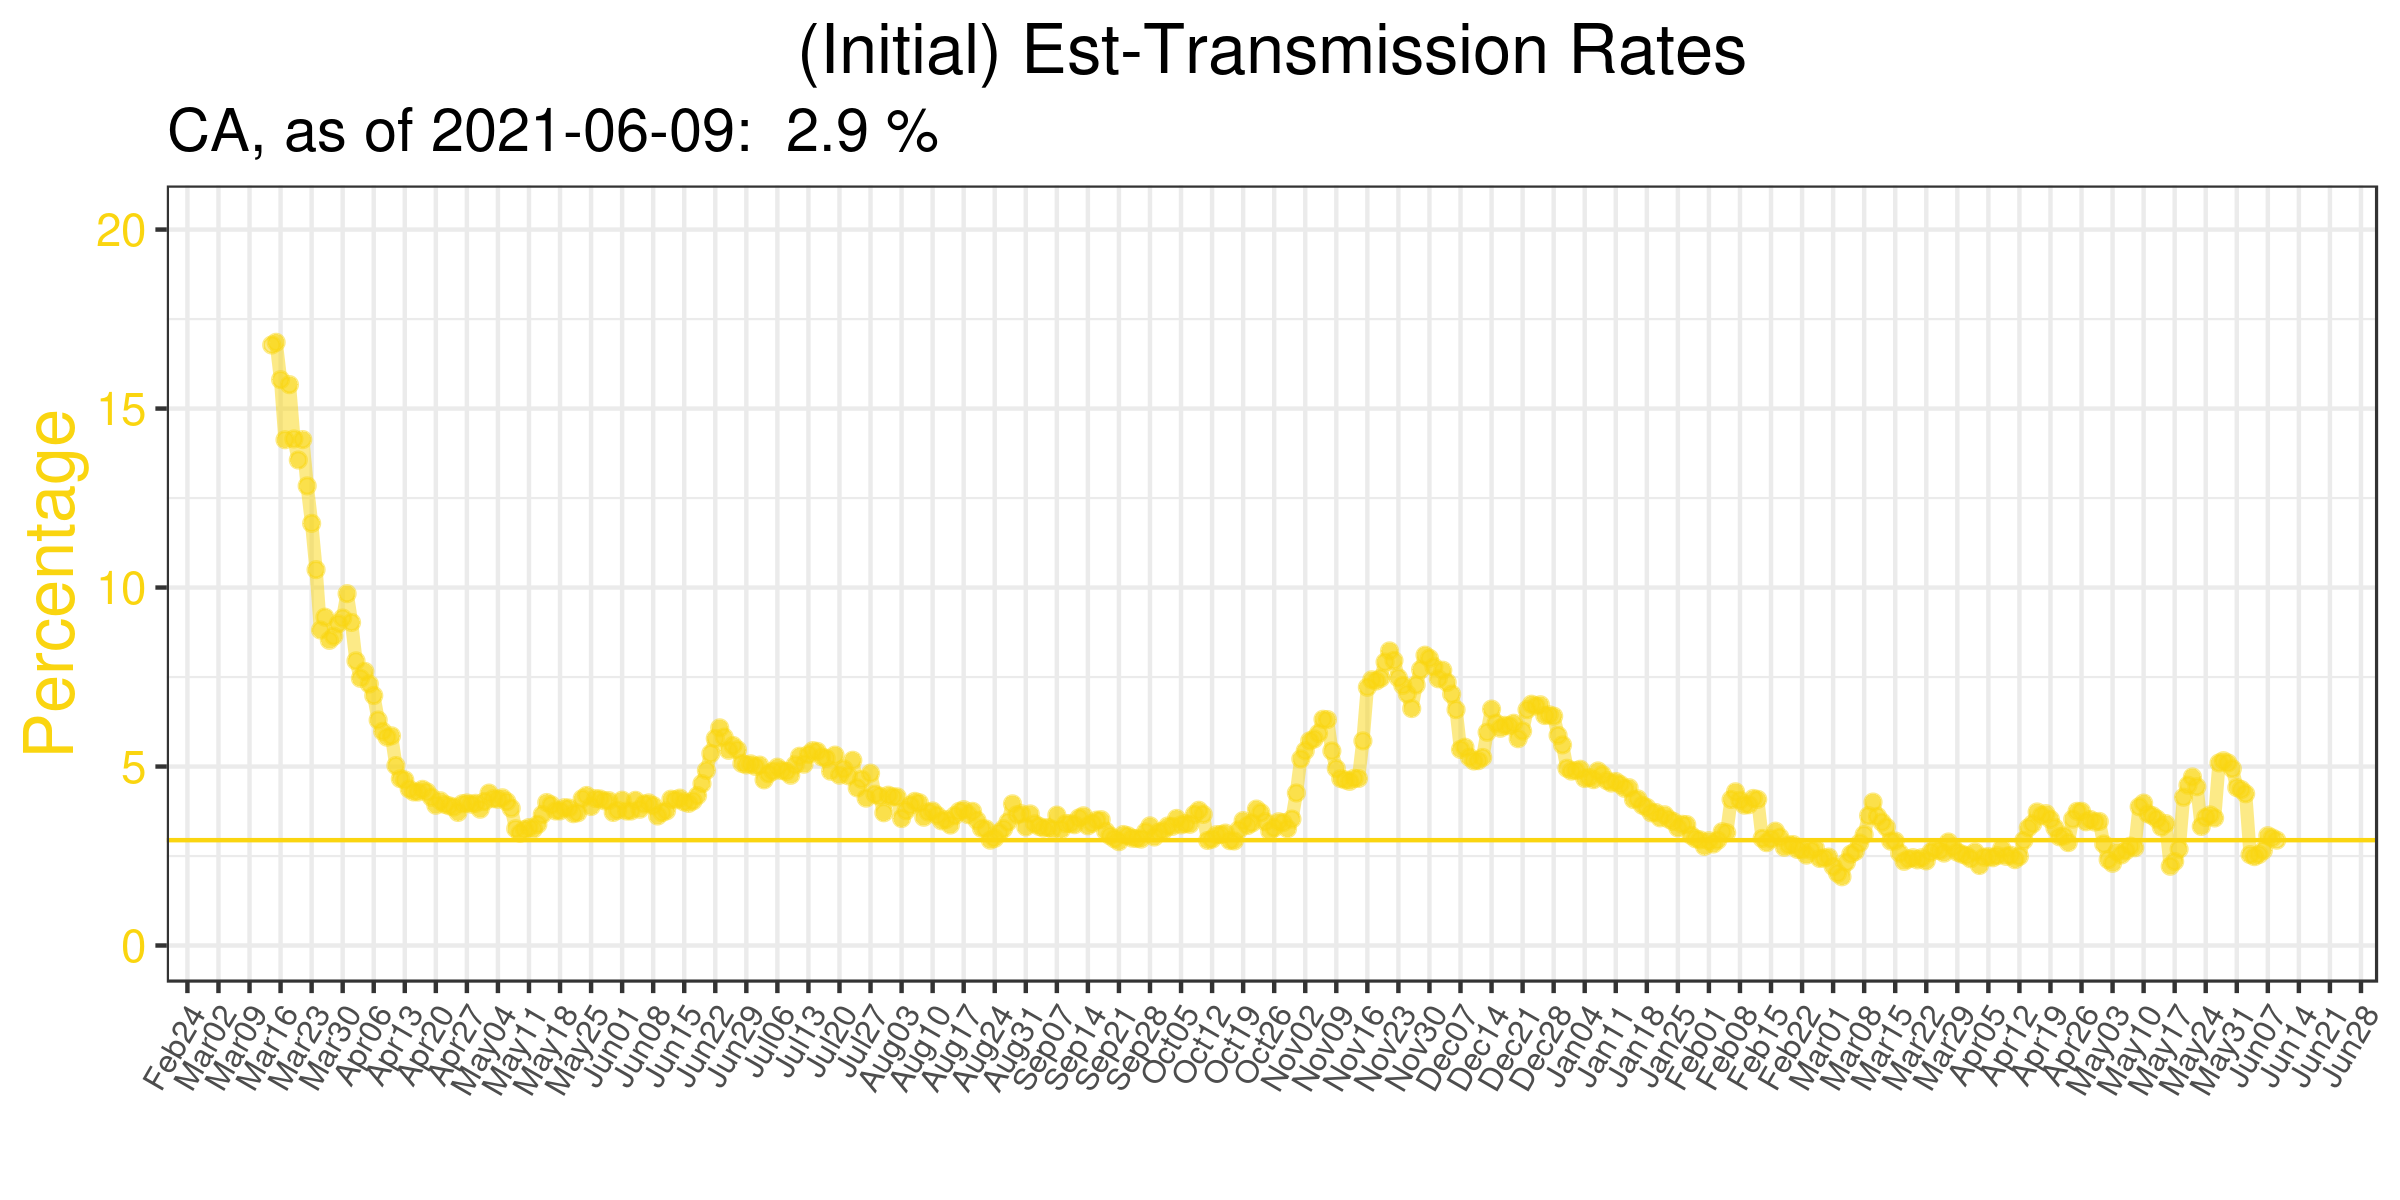 (Initial) Est-Transmission Rates
CA, as of 2021-06-09: 2.9 %
Percentage
20
15
10
5
0
Feb24
Mar02
Mar09
Mar16
Mar23
Mar30
Apr06
Apr13
Apr20
Apr27
May04
May11
May18
May25
Jun01
Jun08
Jun15
Jun22
Jun29
Jul06
Jul13
Jul20
Jul27
Aug03
Aug10
Aug17
Aug24
Aug31
Sep07
Sep14
Sep21
Sep28
Oct05
Oct12
Oct19
Oct26
Nov02
Nov09
Nov16
Nov23
Nov30
Dec07
Dec14
Dec21
Dec28
Jan04
Jan11
Jan18
Jan25
Feb01
Feb08
Feb15
Feb22
Mar01
Mar08
Mar15
Mar22
Mar29
Apr05
Apr12
Apr19
Apr26
May03
May10
May17
May24
May31
Jun07
Jun14
Jun21
Jun28